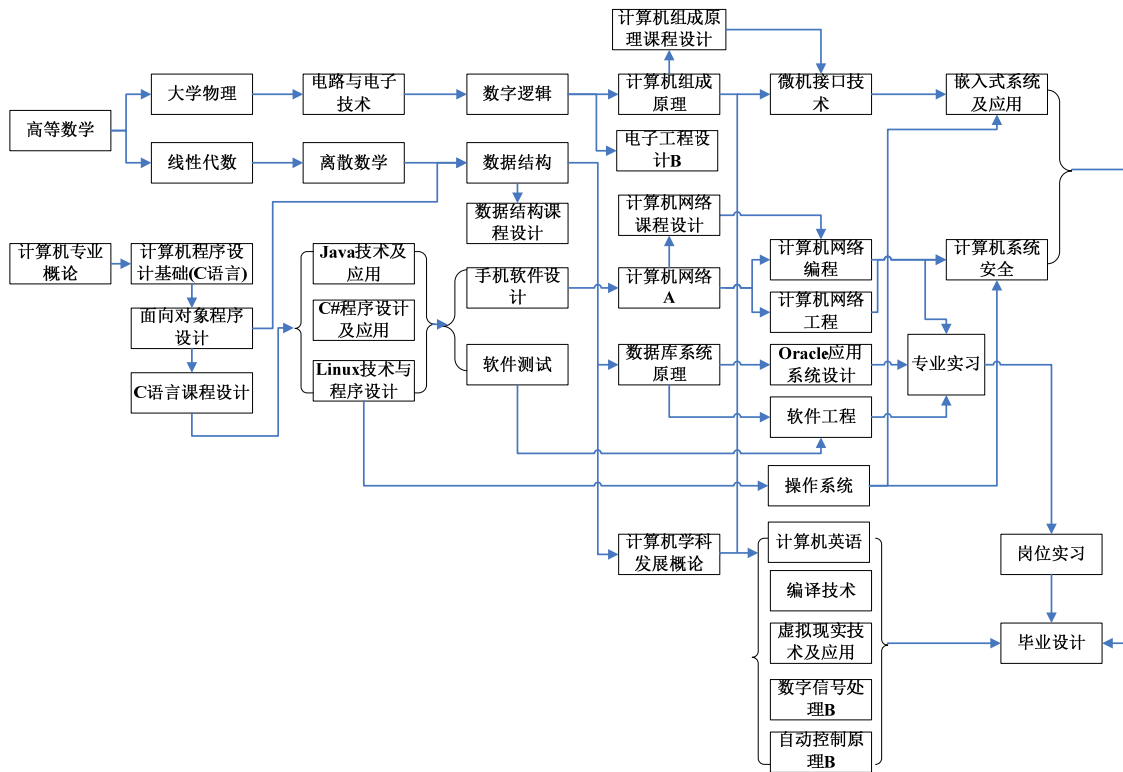 计算机组成原
理课程设计
大学物理
电路与电子
技术
数字逻辑
计算机组成
原理
微机接口技
术
嵌入式系统
及应用
高等数学
电子工程设
计B
线性代数
离散数学
数据结构
数据结构课
程设计
计算机网络
课程设计
计算机专业
概论
计算机程序设
计基础(C语言)
Java技术及
应用
手机软件设
计
计算机网络
A
计算机网络
编程
计算机系统
安全
面向对象程序
设计
C#程序设计
及应用
计算机网络
工程
C语言课程设计
Linux技术与
程序设计
软件测试
数据库系统
原理
Oracle应用
系统设计
专业实习
软件工程
操作系统
计算机学科
发展概论
计算机英语
岗位实习
编译技术
虚拟现实技
术及应用
毕业设计
数字信号处
理B
自动控制原
理B